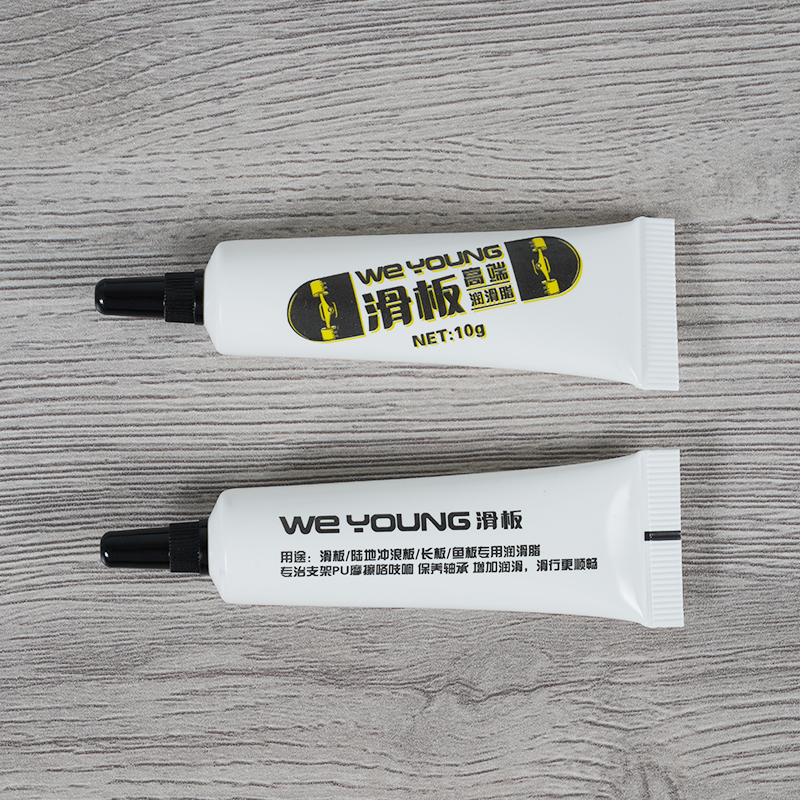 WE YOUNG
滑板 高端
润滑脂
NET:10g
WE YOUNG 滑板
用途：滑板/陆地冲浪板/长板/鱼板专用润滑脂
专治支架PU摩擦咯吱响 保养轴承 增加润滑，滑行更顺畅